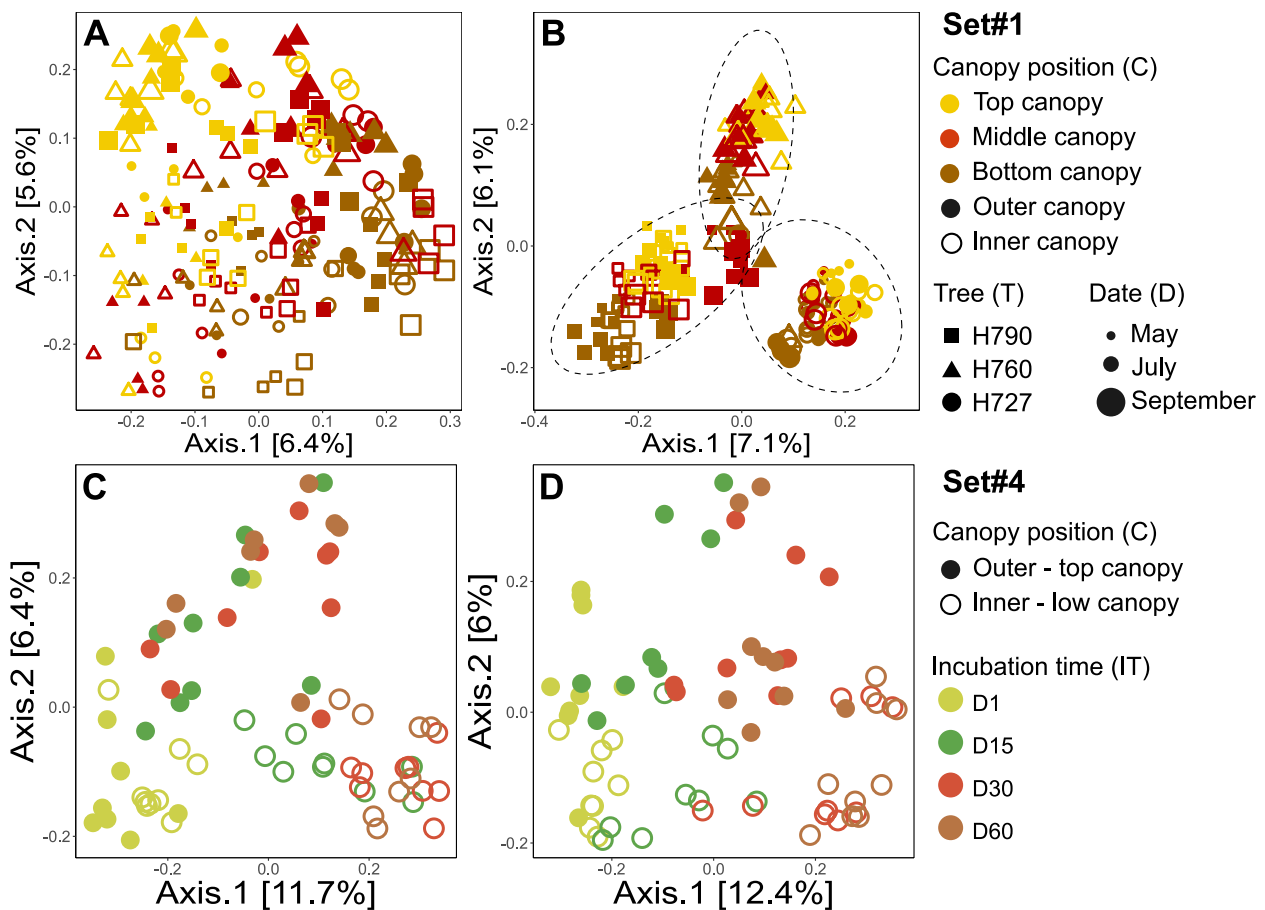 A
0.2
0.1
0.0
-0.1
-0.2
Axis.2 [5.6%]
-0.2
-0.1
0.0
0.1
0.2
0.3
Axis.1 [6.4%]
B
0.2
0.0
-0.2
Axis.2 [6.1%]
-0.4
-0.2
0.0
0.2
Axis.1 [7.1%]
Set#1
Canopy position (C)
Top canopy
Middle canopy
Bottom canopy
Outer canopy
Inner canopy
Tree (T)
Date (D)
H790
May
H760
July
H727
September
C
0.2
0.0
-0.2
Axis.2 [6.4%]
-0.2
0.0
0.2
Axis.1 [11.7%]
D
0.2
0.0
-0.2
Axis.2 [6%]
-0.2
0.0
0.2
Axis.1 [12.4%]
Set#4
Canopy position (C)
Outer - top canopy
Inner - low canopy
Incubation time (IT)
D1
D15
D30
D60